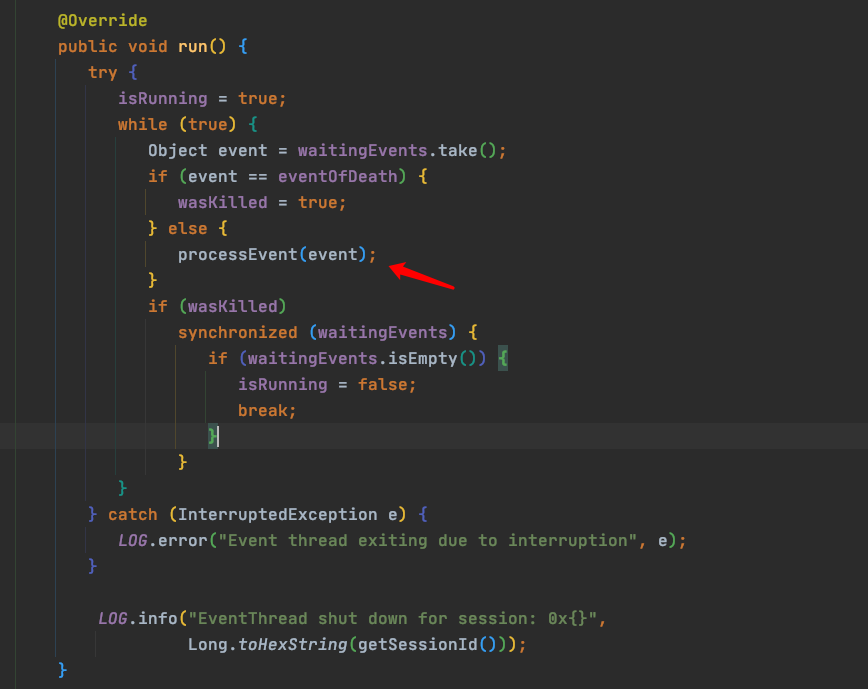 @Override
public void run() {
try {
isRunning = true;
while (true) {
Object event = waitingEvents.take();
if (event == eventOfDeath) {
wasKilled = true;
} else {
processEvent(event);
}
if (wasKilled)
synchronized (waitingEvents) {
if (waitingEvents.isEmpty()) {
isRunning = false;
break;
}
}
}
} catch (InterruptedException e) {
LOG.error("Event thread exiting due to interruption", e);
}
LOG.info("EventThread shut down for session: 0x{}",
Long.toHexString(getSessionId()));
}